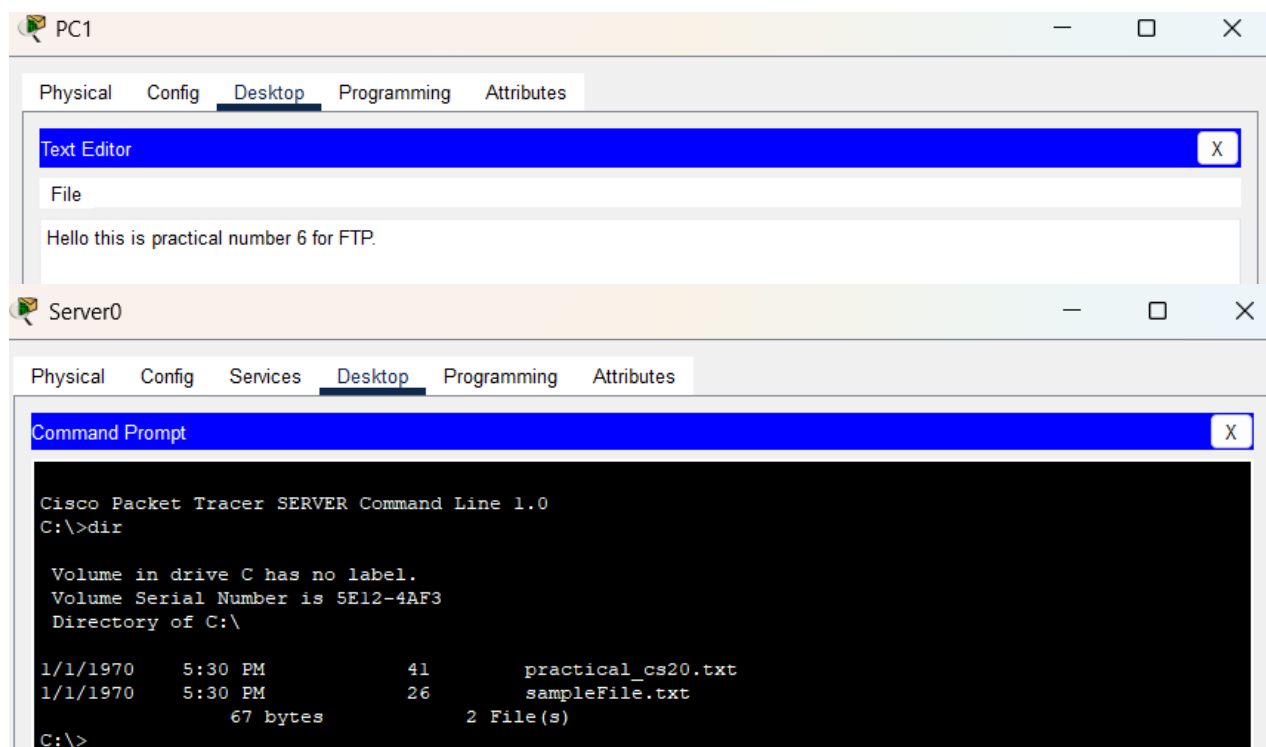 PC1
Physical Config Desktop Programming Attributes
Text Editor X
File
Hello this is practical number 6 for FTP.
Server0
Physical Config Services Desktop Programming Attributes
Command Prompt X
Cisco Packet Tracer SERVER Command Line 1.0
C:\>dir
Volume in drive C has no label.
Volume Serial Number is 5E12-4AF3
Directory of C:\
1/1/1970 5:30 PM 41 practical_cs20.txt
1/1/1970 5:30 PM 26 sampleFile.txt
67 bytes 2 File(s)
C:\>